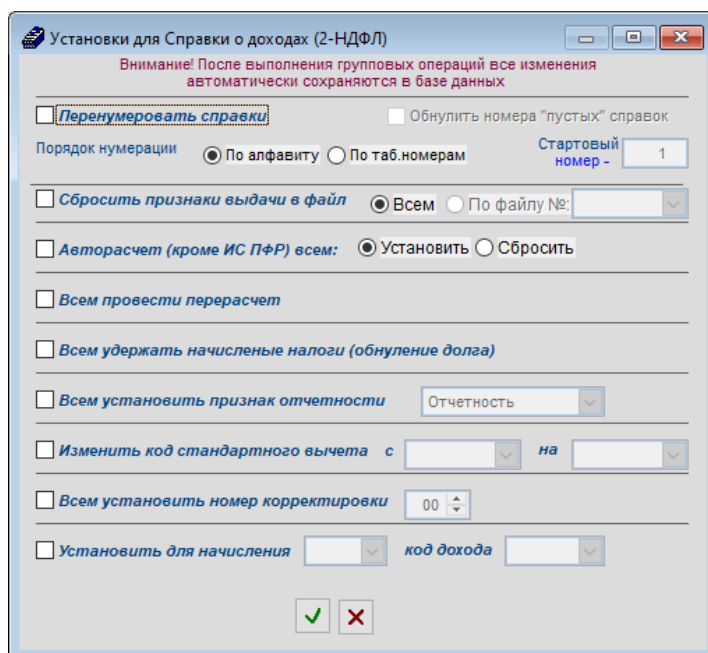 Установки для Справки о доходах (2-НДФЛ)
Внимание! После выполнения групповых операций все изменения
автоматически сохраняются в базе данных
Перенумеровать справки Обнулить номера "пустых" справок
Порядок нумерации По алфавиту По таб.номерам Стартовый
номер - 1
Сбросить признаки выдачи в файл Всем По файлу №:
Авторасчет (кроме ИС ПФР) всем: Установить Сбросить
Всем провести перерасчет
Всем удержать начисленые налоги (обнуление долга)
Всем установить признак отчетности Отчетность
Изменить код стандартного вычета с на
Всем установить номер корректировки 00
Установить для начисления код дохода